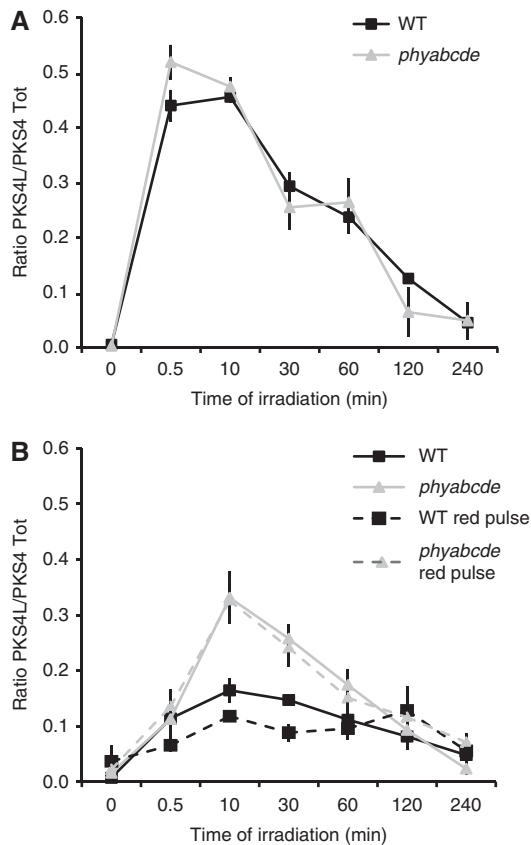 A
WT
phyabcde
Ratio PKS4L/PKS4 Tot
0.6
0.5
0.4
0.3
0.2
0.1
0.0
0 0.5 10 30 60 120 240
Time of irradiation (min)
B
WT
phyabcde
WT red pulse
phyabcde
red pulse
Ratio PKS4L/PKS4 Tot
0.6
0.5
0.4
0.3
0.2
0.1
0.0
0 0.5 10 30 60 120 240
Time of irradiation (min)